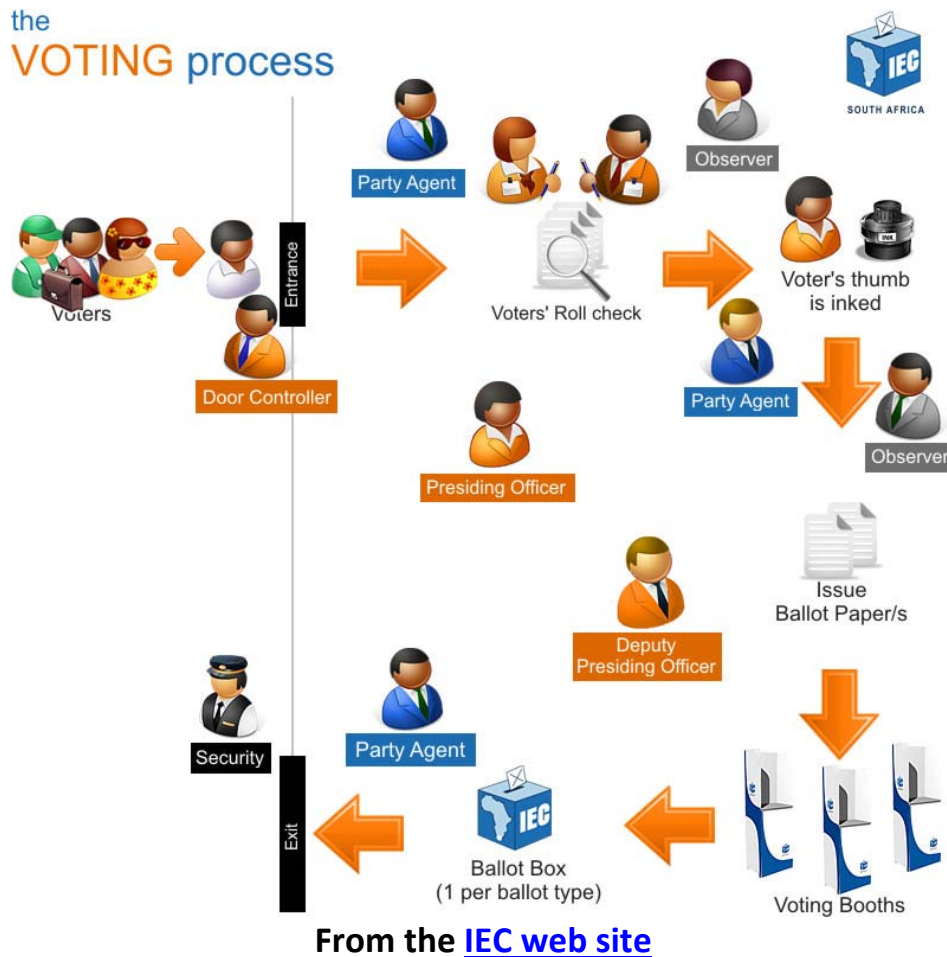 the
VOTING process
IEC
SOUTH AFRICA
Party Agent
Observer
Voters
Entrance
Voters' Roll check
INK
Voter's thumb
is inked
Door Controller
Party Agent
Observer
Presiding Officer
Issue
Ballot Paper/s
Deputy
Presiding Officer
Security
Party Agent
Exit
IEC
Ballot Box
(1 per ballot type)
Voting Booths
From the IEC web site